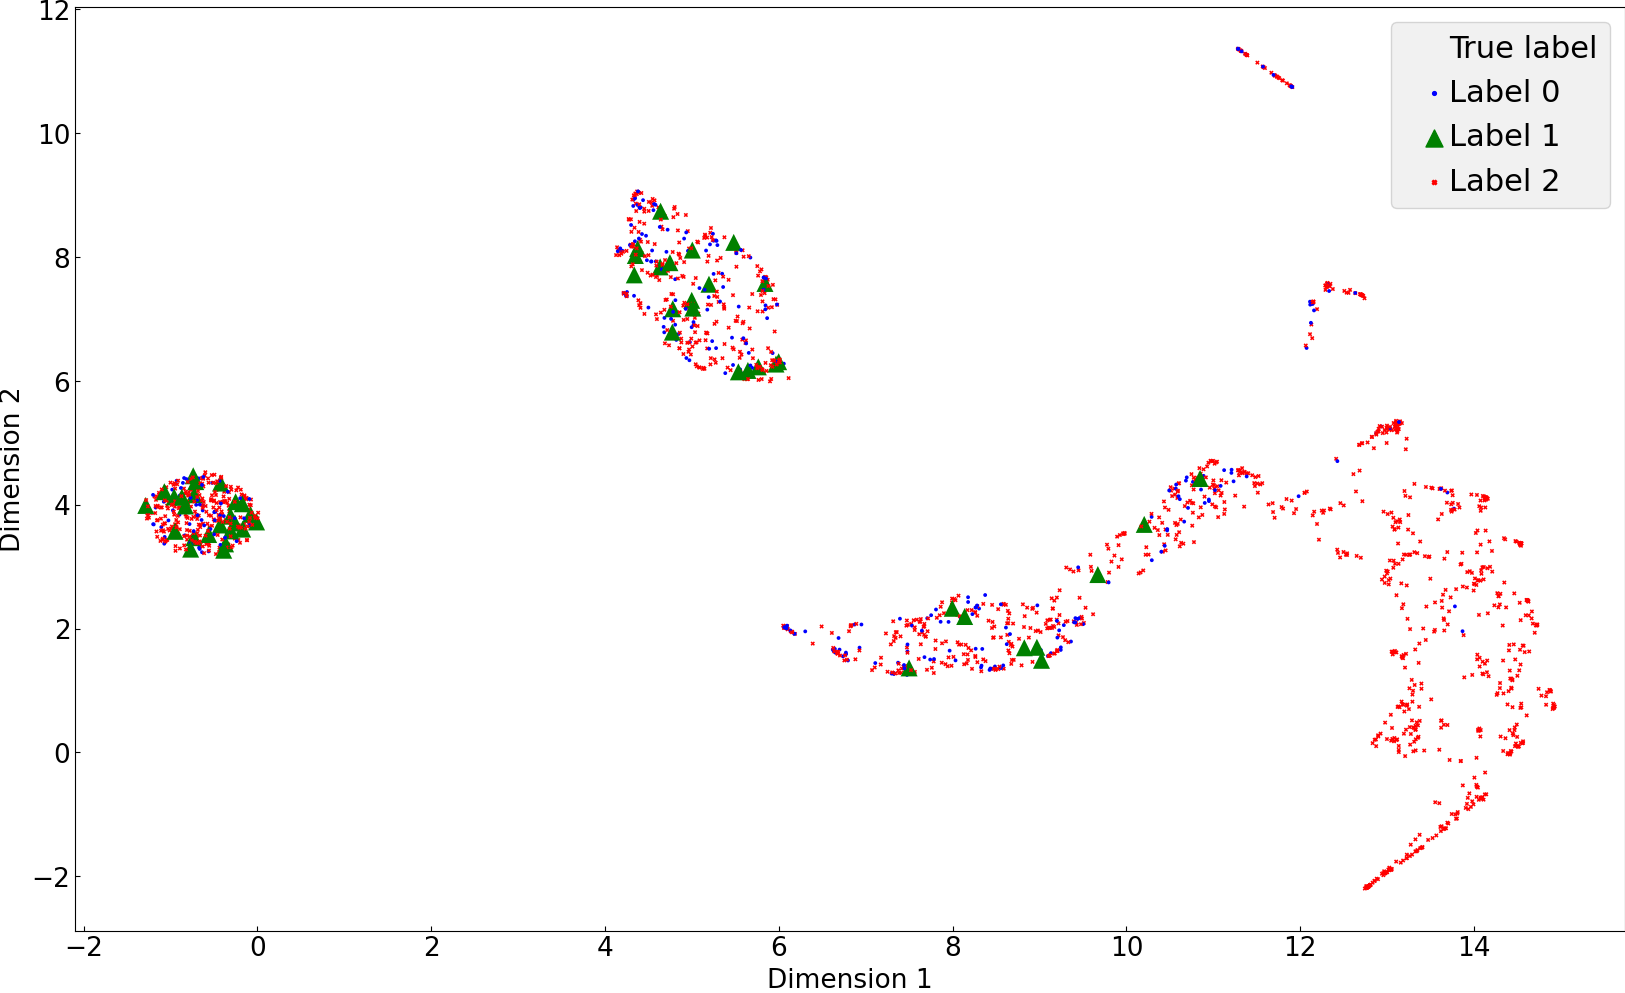 12
10
8
6
4
2
0
−2
Dimension 2
True label
Label 0
Label 1
Label 2
−2 0 2 4 6 8 10 12 14
Dimension 1